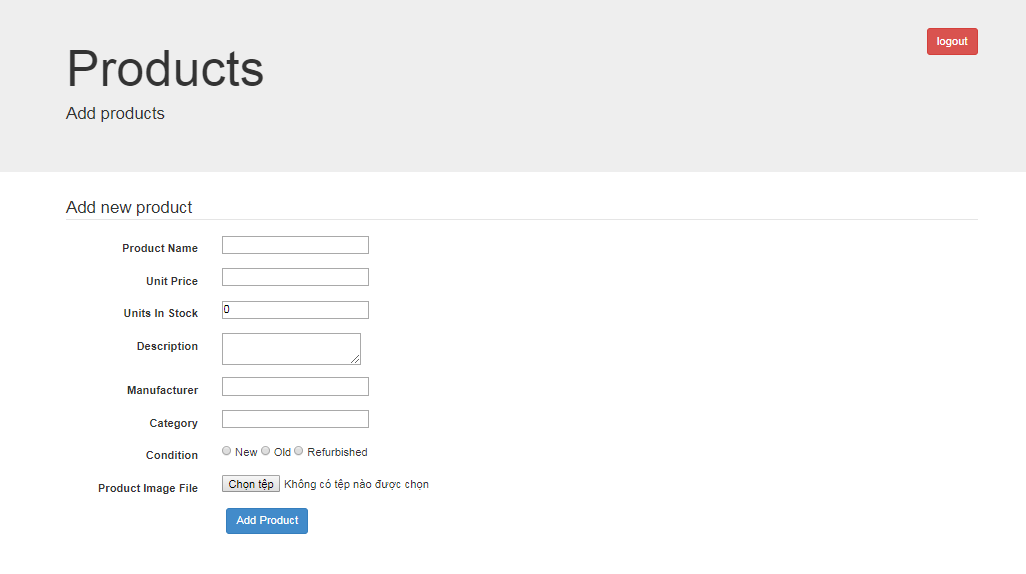 logout
Products
Add products
Add new product
Product Name
Unit Price
Units In Stock 0
Description
Manufacturer
Category
Condition New Old Refurbished
Product Image File Chọn tệp Không có tệp nào được chọn
Add Product